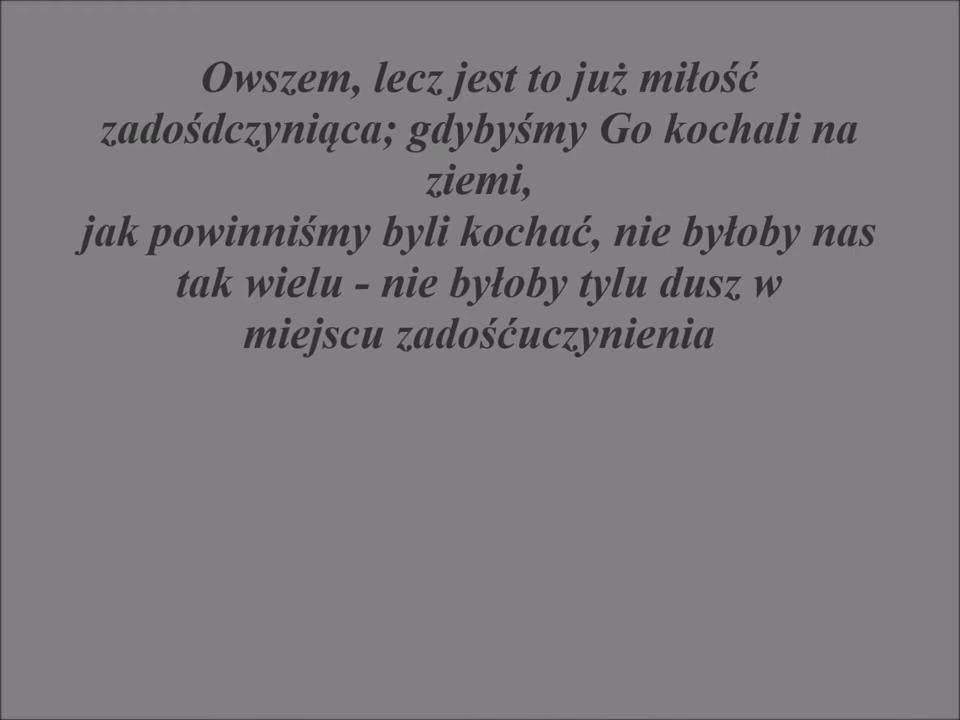 Owszem, lecz jest to już miłość
zadośdczyniąca; gdybyśmy Go kochali na
ziemi,
jak powinniśmy byli kochać, nie byłoby nas
tak wielu - nie byłoby tylu dusz w
miejscu zadośćuczynienia